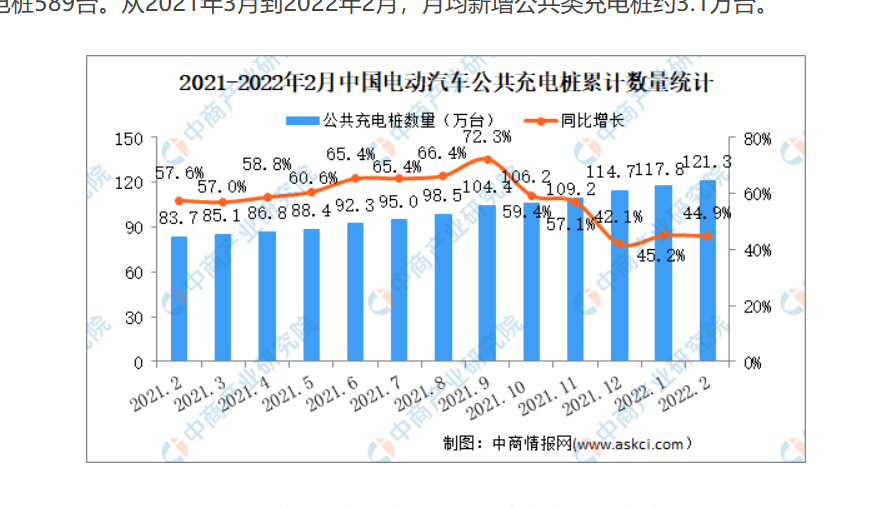 电桩589台。从2021年3月到2022年2月，月均新增公共类充电桩约3.1万台。
2021-2022年2月中国电动汽车公共充电桩累计数量统计
公共充电桩数量（万台） 同比增长
150 120 90 60 30 0
57.6% 57.0% 58.8% 60.6% 65.4% 65.4% 66.4% 72.3% 59.4% 57.1% 42.1% 45.2% 44.9%
83.7 85.1 86.8 88.4 92.3 95.0 98.5 104.4 106.2 109.2 114.7 117.8 121.3
80% 60% 40% 20% 0%
2021.2 2021.3 2021.4 2021.5 2021.6 2021.7 2021.8 2021.9 2021.10 2021.11 2021.12 2022.1 2022.2
制图：中商情报网(www.askci.com）
中商产业研究院